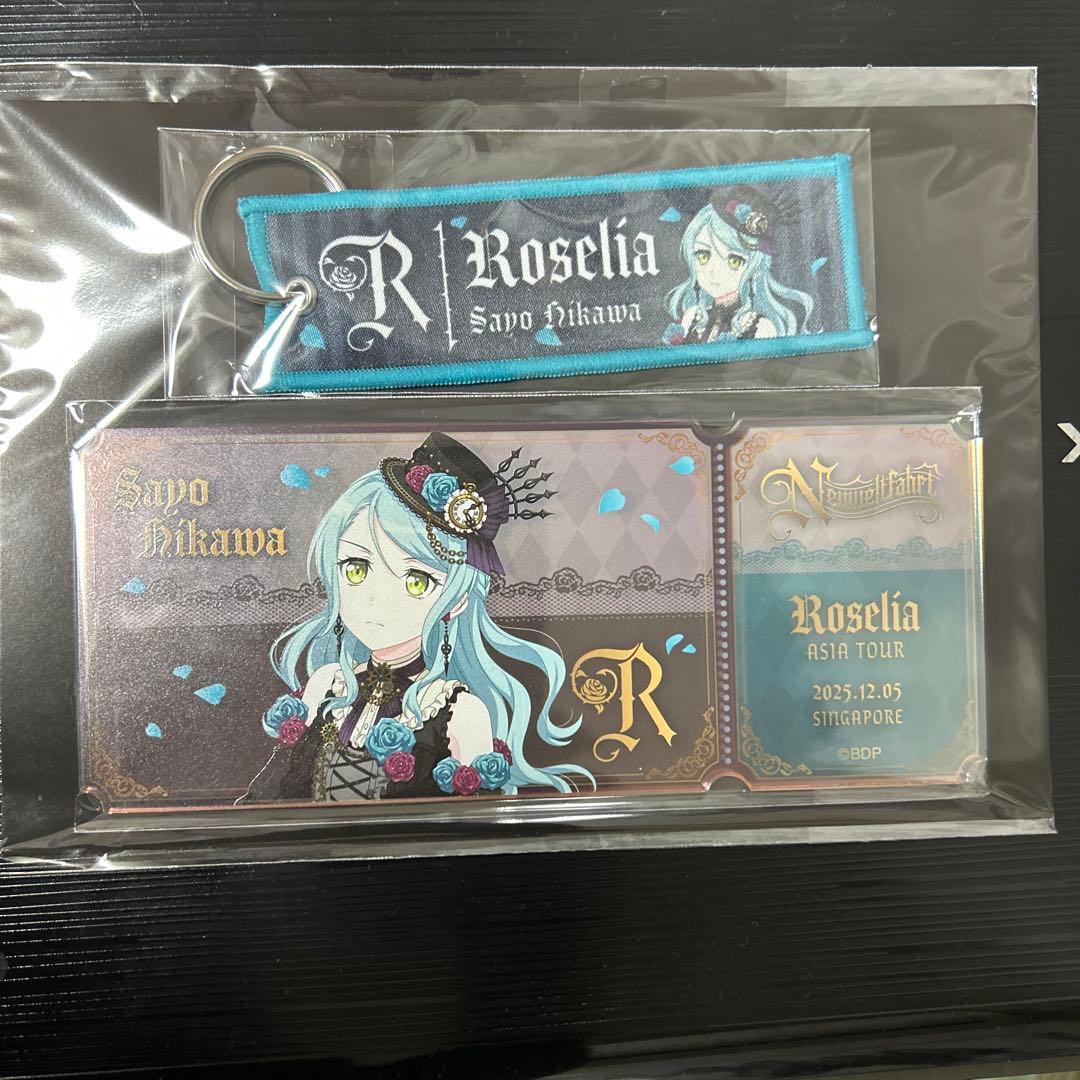 R
Roselia
Sayo Hikawa
Sayo
Hikawa
R
Neuweltfahrt
Roselia
ASIA TOUR
2025.12.05
SINGAPORE
©BDP